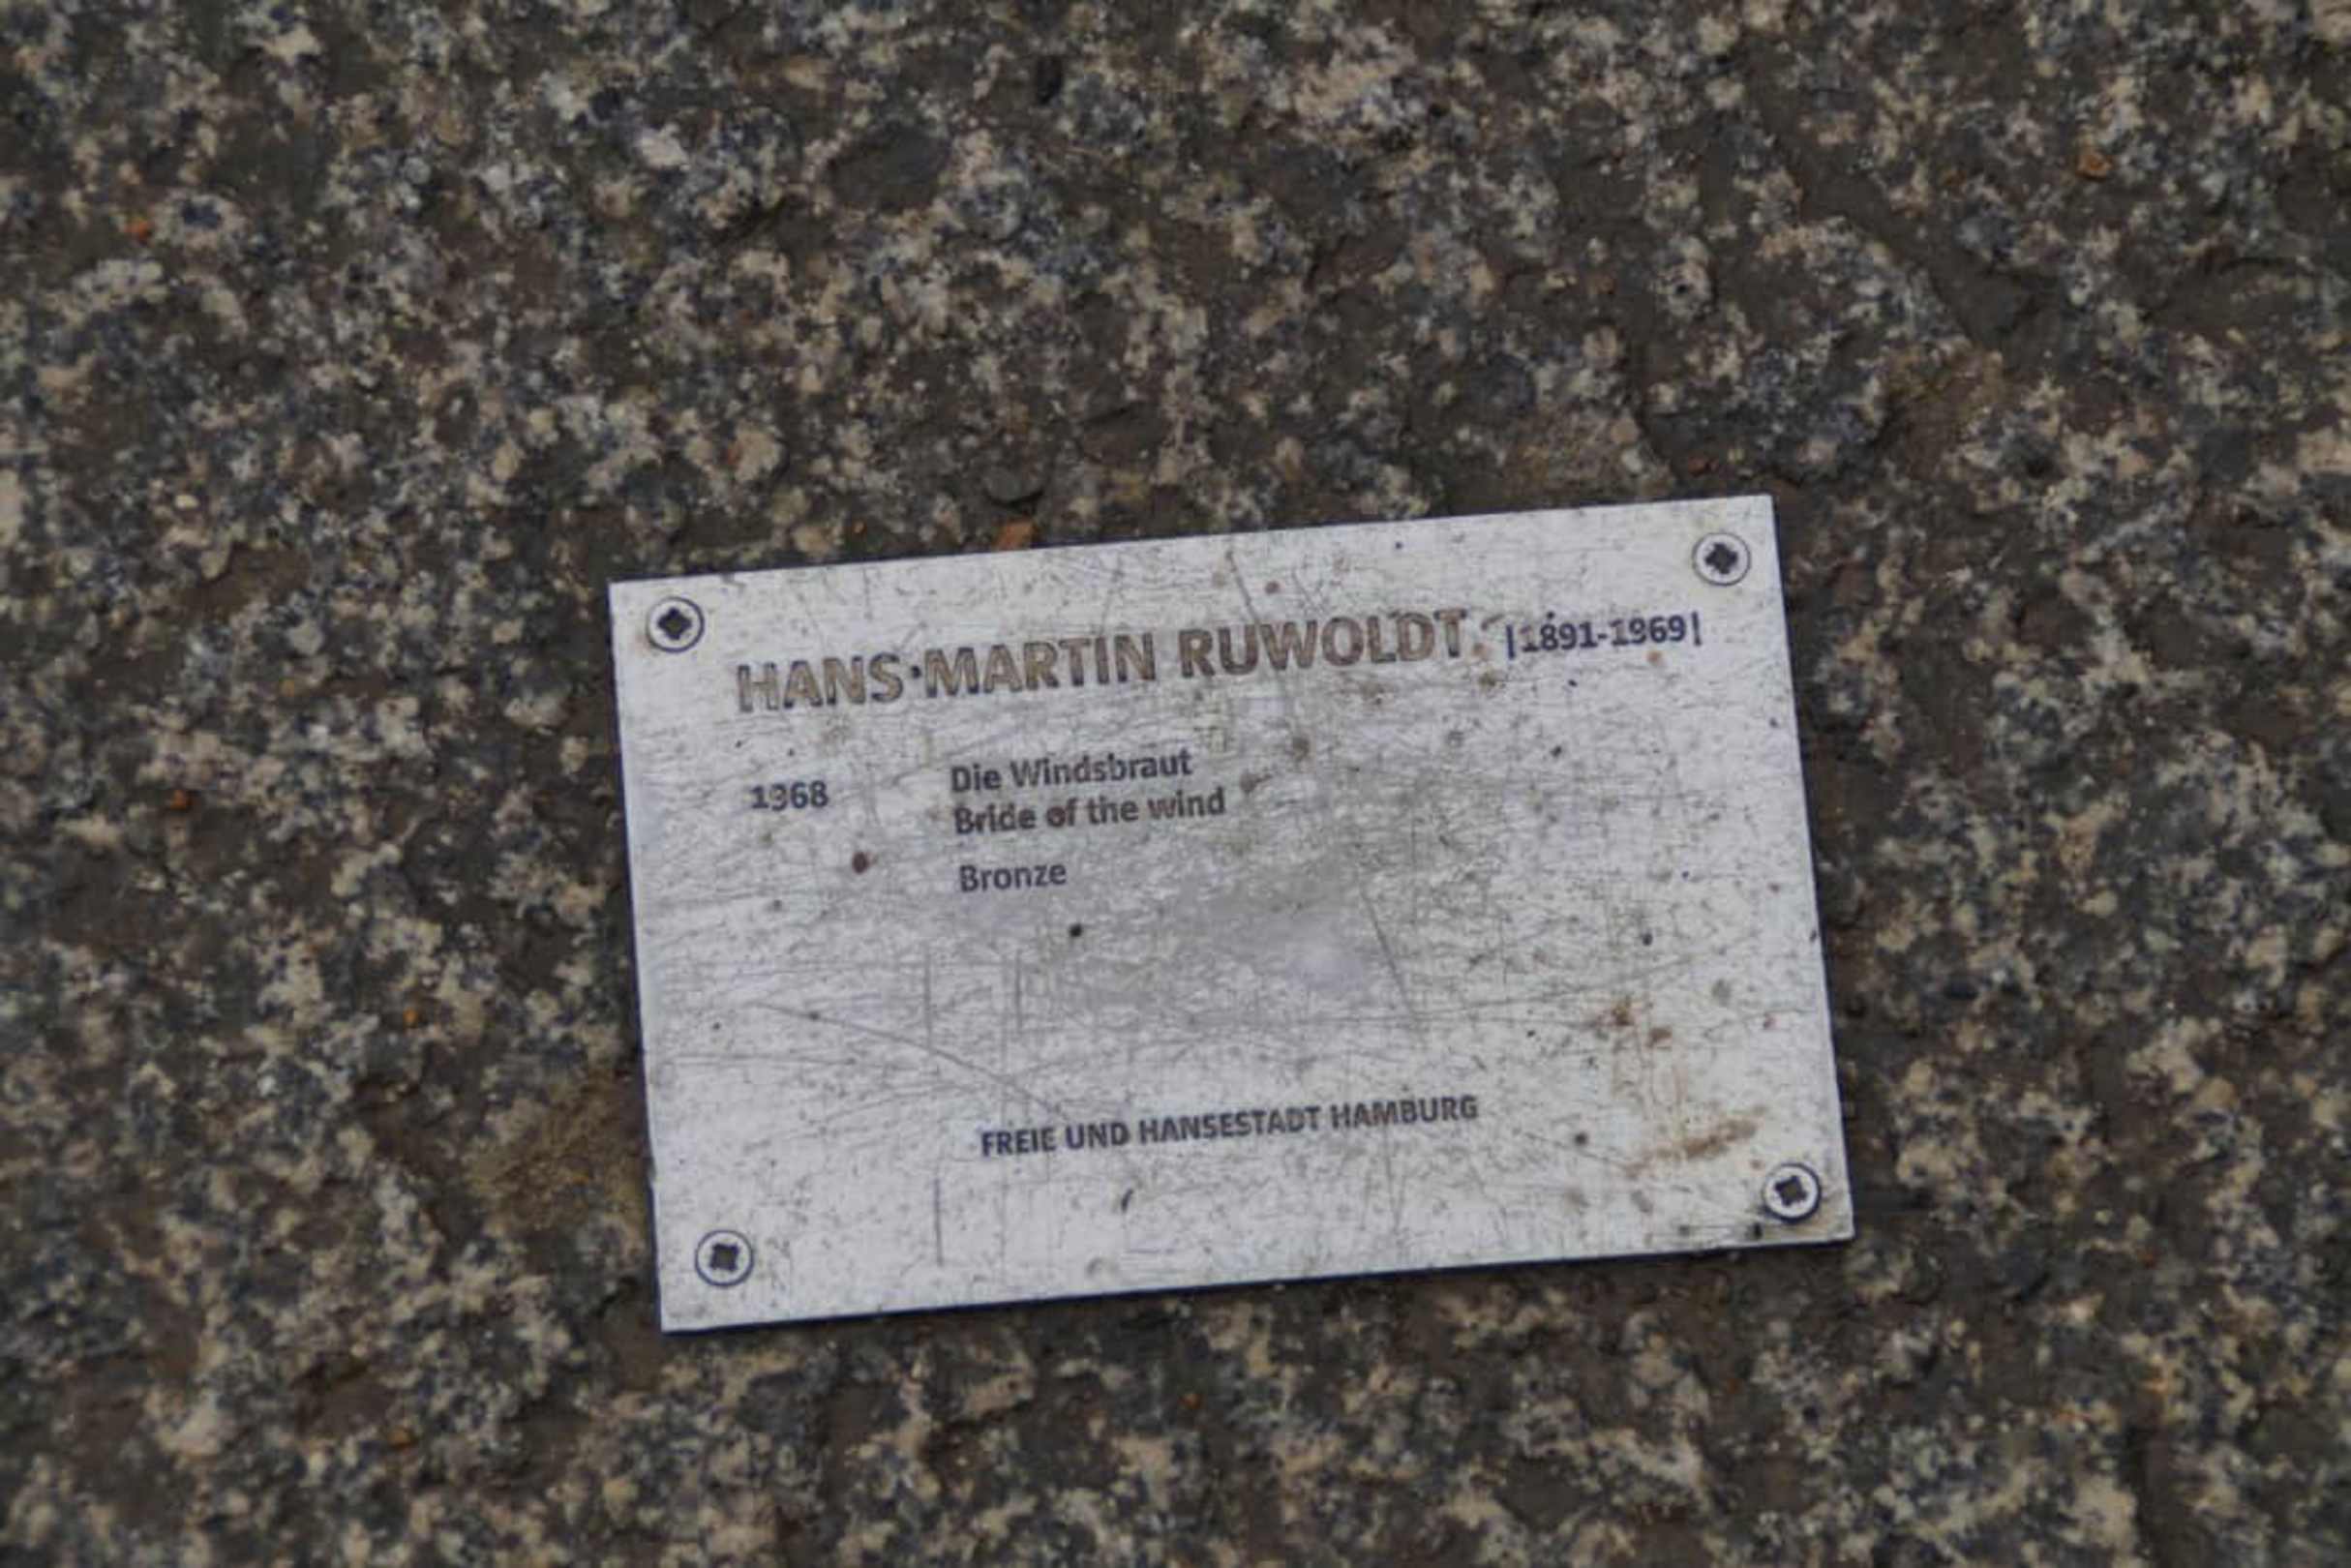 HANS MARTIN RUWOLDT |1891-1969|
1968 Die Windsbraut
Bride of the wind
Bronze
FREIE UND HANSESTADT HAMBURG